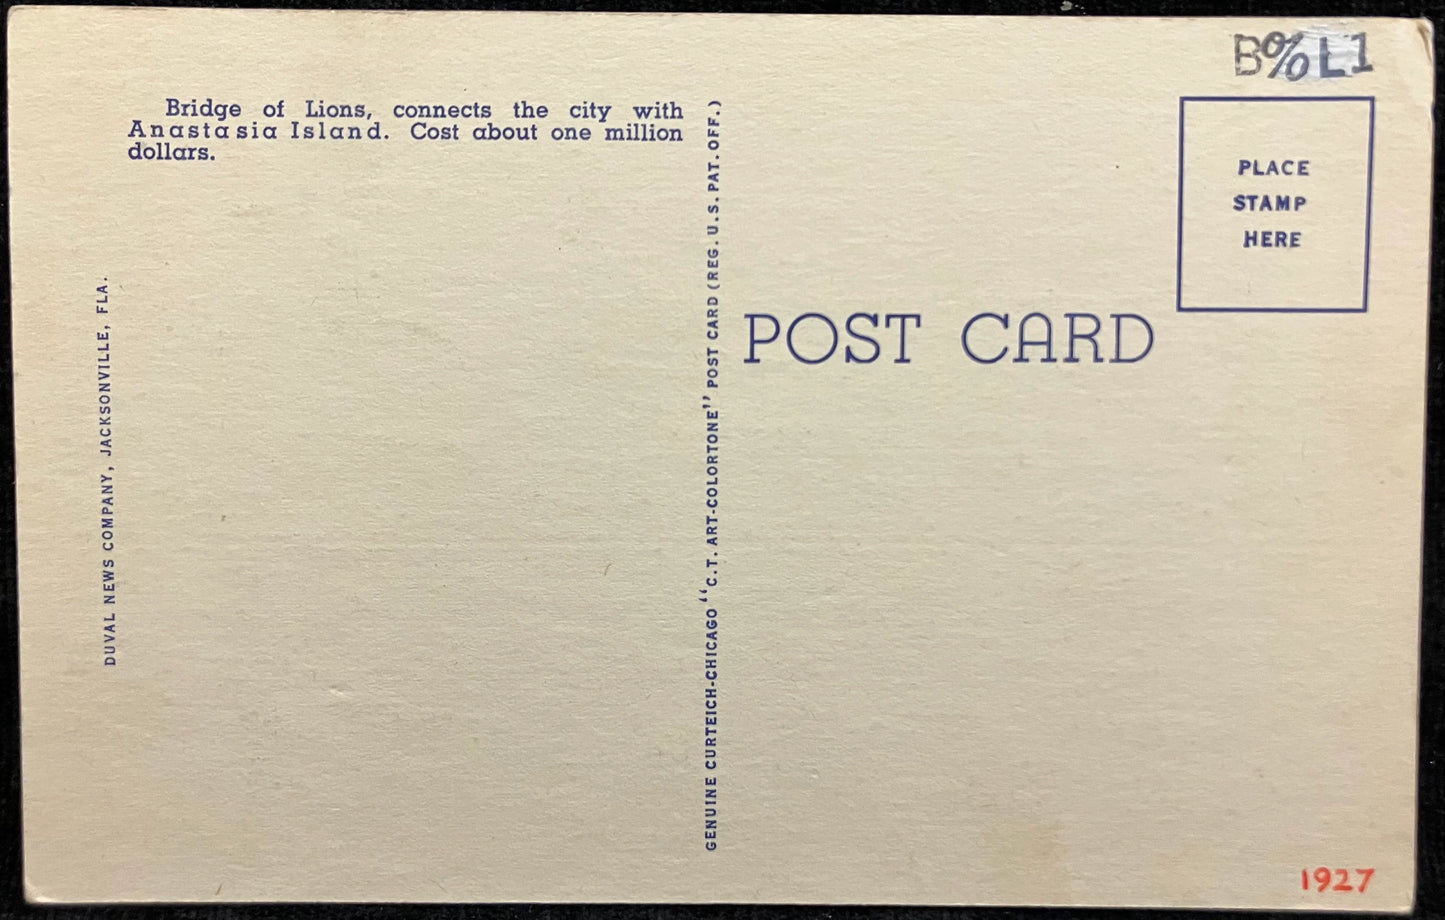 B%L1
Bridge of Lions, connects the city with
Anastasia Island. Cost about one million
dollars.
PLACE
STAMP
HERE
POST CARD
DUVAL NEWS COMPANY, JACKSONVILLE, FLA.
GENUINE CURTEICH-CHICAGO "C.T. ART-COLORTONE" POST CARD (REG. U.S. PAT. OFF.)
1927